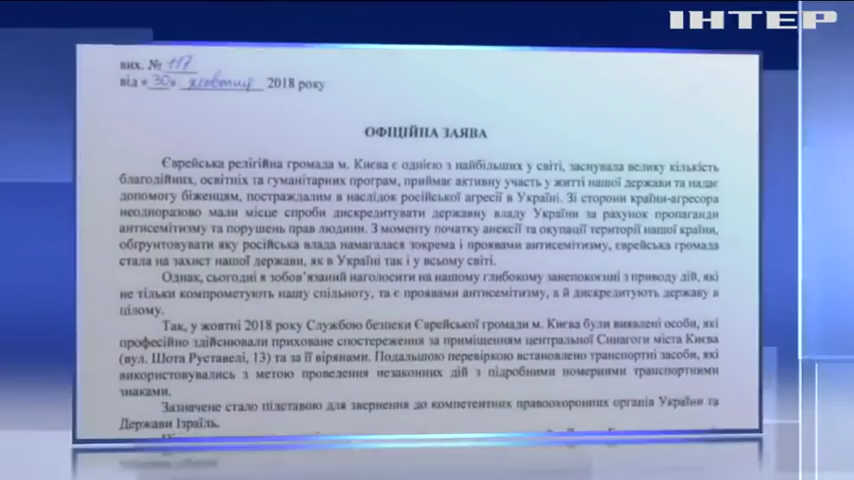 ІНТЕР
вих. № 117
від « 30» жовтня 2018 року
ОФІЦІЙНА ЗАЯВА
Єврейська релігійна громада м. Києва є однією з найбільших у світі, заснувала велику кількість
благодійних, освітніх та гуманітарних програм, приймає активну участь у житті нашої держави та надає
допомогу біженцям, постраждалим в наслідок російської агресії в Україні. Зі сторони країни-агресора
неодноразово мали місце спроби дискредитувати державну владу України за рахунок пропаганди
антисемітизму та порушень прав людини. З моменту початку анексії та окупації території нашої країни,
обґрунтовувати яку російська влада намагалася зокрема і проявами антисемітизму, єврейська громада
стала на захист нашої держави, як в Україні так і у всьому світі.
Однак, сьогодні я зобов’язаний наголосити на нашому глибокому занепокоєнні з приводу дій, які
не тільки компрометують нашу спільноту, та є проявами антисемітизму, а й дискредитують державу в
цілому.
Так, у жовтні 2018 року Службою безпеки Єврейської громади м. Києва були виявлені особи, які
професійно здійснювали приховане спостереження за приміщенням центральної Синагоги міста Києва
(вул. Шота Руставелі, 13) та за її вірянами. Подальшою перевіркою встановлено транспортні засоби, які
використовувались з метою проведення незаконних дій з підробними номерними транспортними
знаками.
Зазначене стало підставою для звернення до компетентних правоохоронних органів України та
Держави Ізраїль.